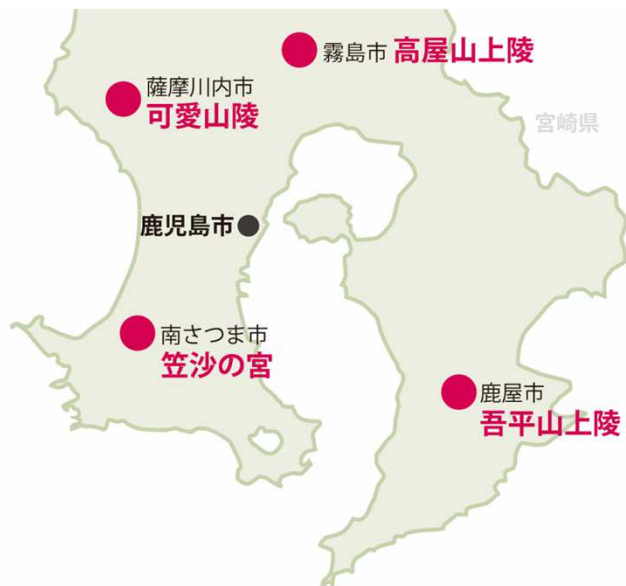 霧島市 高屋山上陵
薩摩川内市
可愛山陵
宮崎県
鹿児島市
南さつま市
笠沙の宮
鹿屋市
吾平山上陵